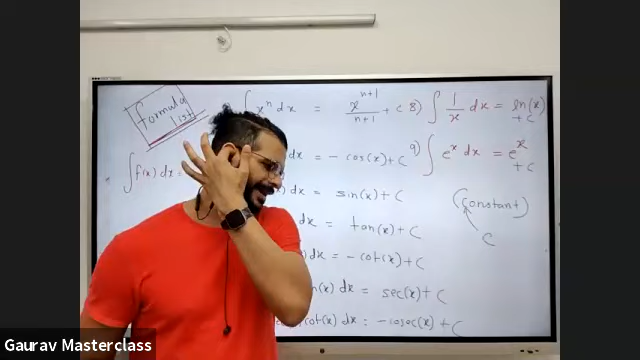 formula
list
∫ xⁿ dx = xⁿ⁺¹/n+1 + C
8) ∫ 1/x dx = ln(x) + C
∫ f(x) dx =
dx = - cos(x) + C
9) ∫ eˣ dx = eˣ + C
dx = sin(x) + C
(Constant)
C
dx = tan(x) + C
dx = - cot(x) + C
(x) dx = sec(x) + C
cot(x) dx = - cosec(x) + C
Gaurav Masterclass